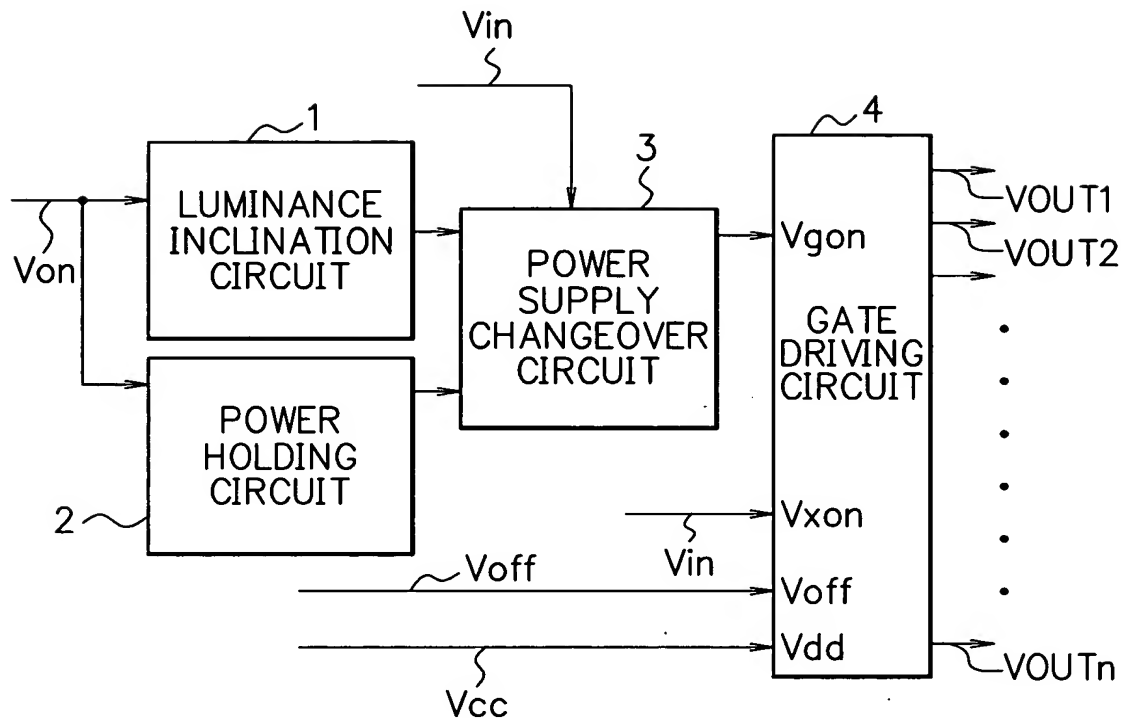 Vin
1
LUMINANCE
INCLINATION
CIRCUIT
Von
3
POWER
SUPPLY
CHANGEOVER
CIRCUIT
4
Vgon
GATE
DRIVING
CIRCUIT
VOUT1
VOUT2
POWER
HOLDING
CIRCUIT
2
Vin
Vxon
Voff
Voff
Vcc
Vdd
VOUTn